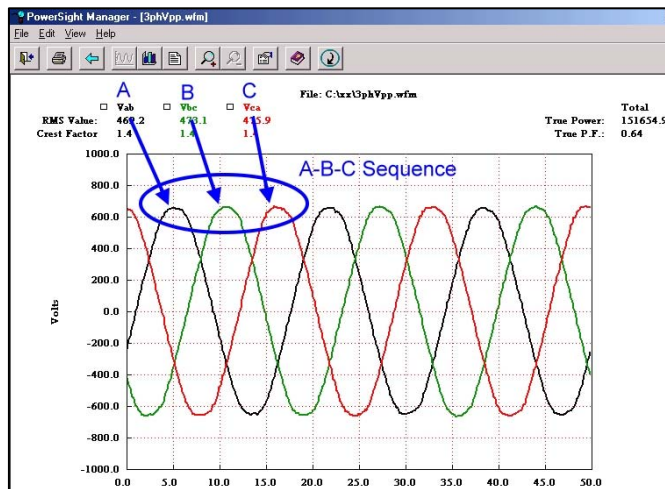 PowerSight Manager - [3phVpp.wfm]
File Edit View Help
A B C
File: C:\xx\3phVpp.wfm
Vab Vbc Vca Total
RMS Value: 473.1 True Power: 151654.9
Crest Factor 1.4 1.4 True P.F.: 0.64
A-B-C Sequence
1000.0
800.0
600.0
400.0
200.0
0.0
-200.0
-400.0
-600.0
-800.0
-1000.0
Volts
0.0 5.0 10.0 15.0 20.0 25.0 30.0 35.0 40.0 45.0 50.0